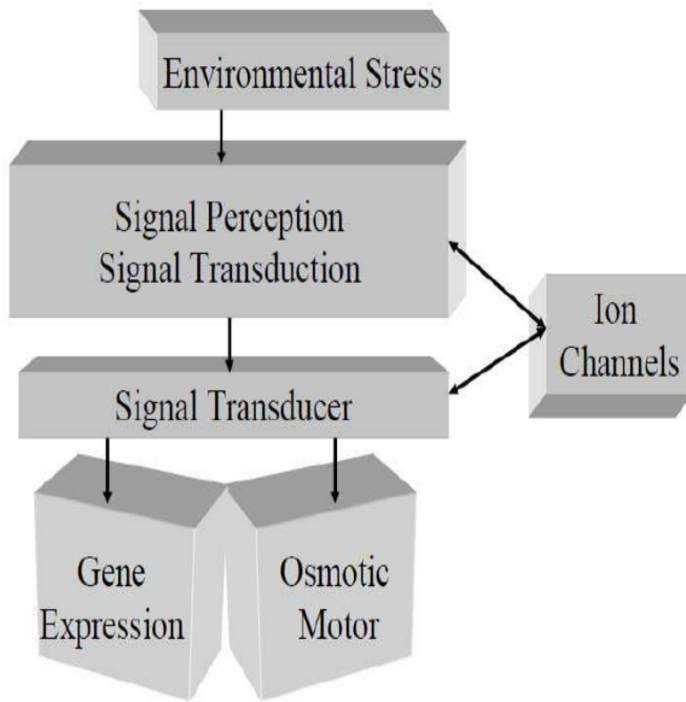 Environmental Stress
Signal Perception
Signal Transduction
Ion
Channels
Signal Transducer
Gene
Expression
Osmotic
Motor